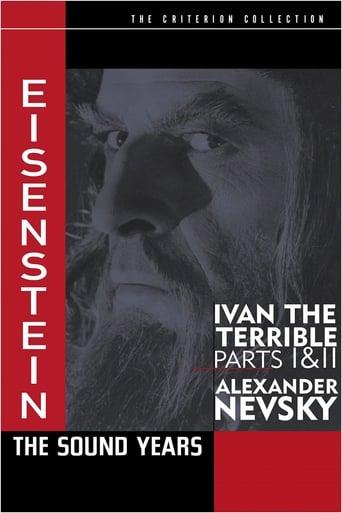 THE CRITERION COLLECTION
EISENSTEIN
IVAN THE
TERRIBLE
PARTS I&II
ALEXANDER
NEVSKY
THE SOUND YEARS